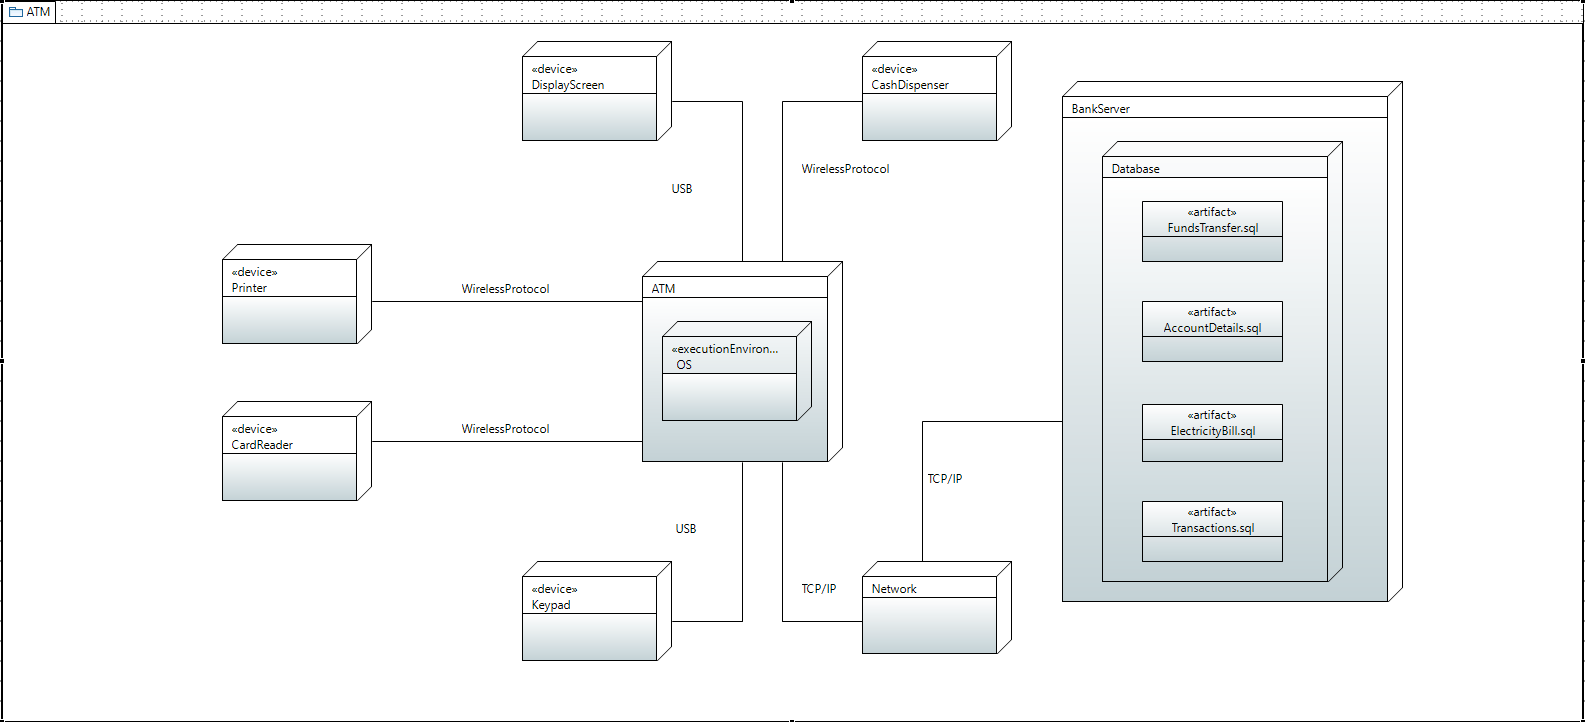 ATM
«device»
DisplayScreen
«device»
CashDispenser
BankServer
WirelessProtocol
Database
USB
«artifact»
FundsTransfer.sql
«device»
Printer
WirelessProtocol
ATM
«artifact»
AccountDetails.sql
«executionEnviron...
OS
«device»
CardReader
WirelessProtocol
«artifact»
ElectricityBill.sql
TCP/IP
«artifact»
Transactions.sql
USB
«device»
Keypad
TCP/IP
Network